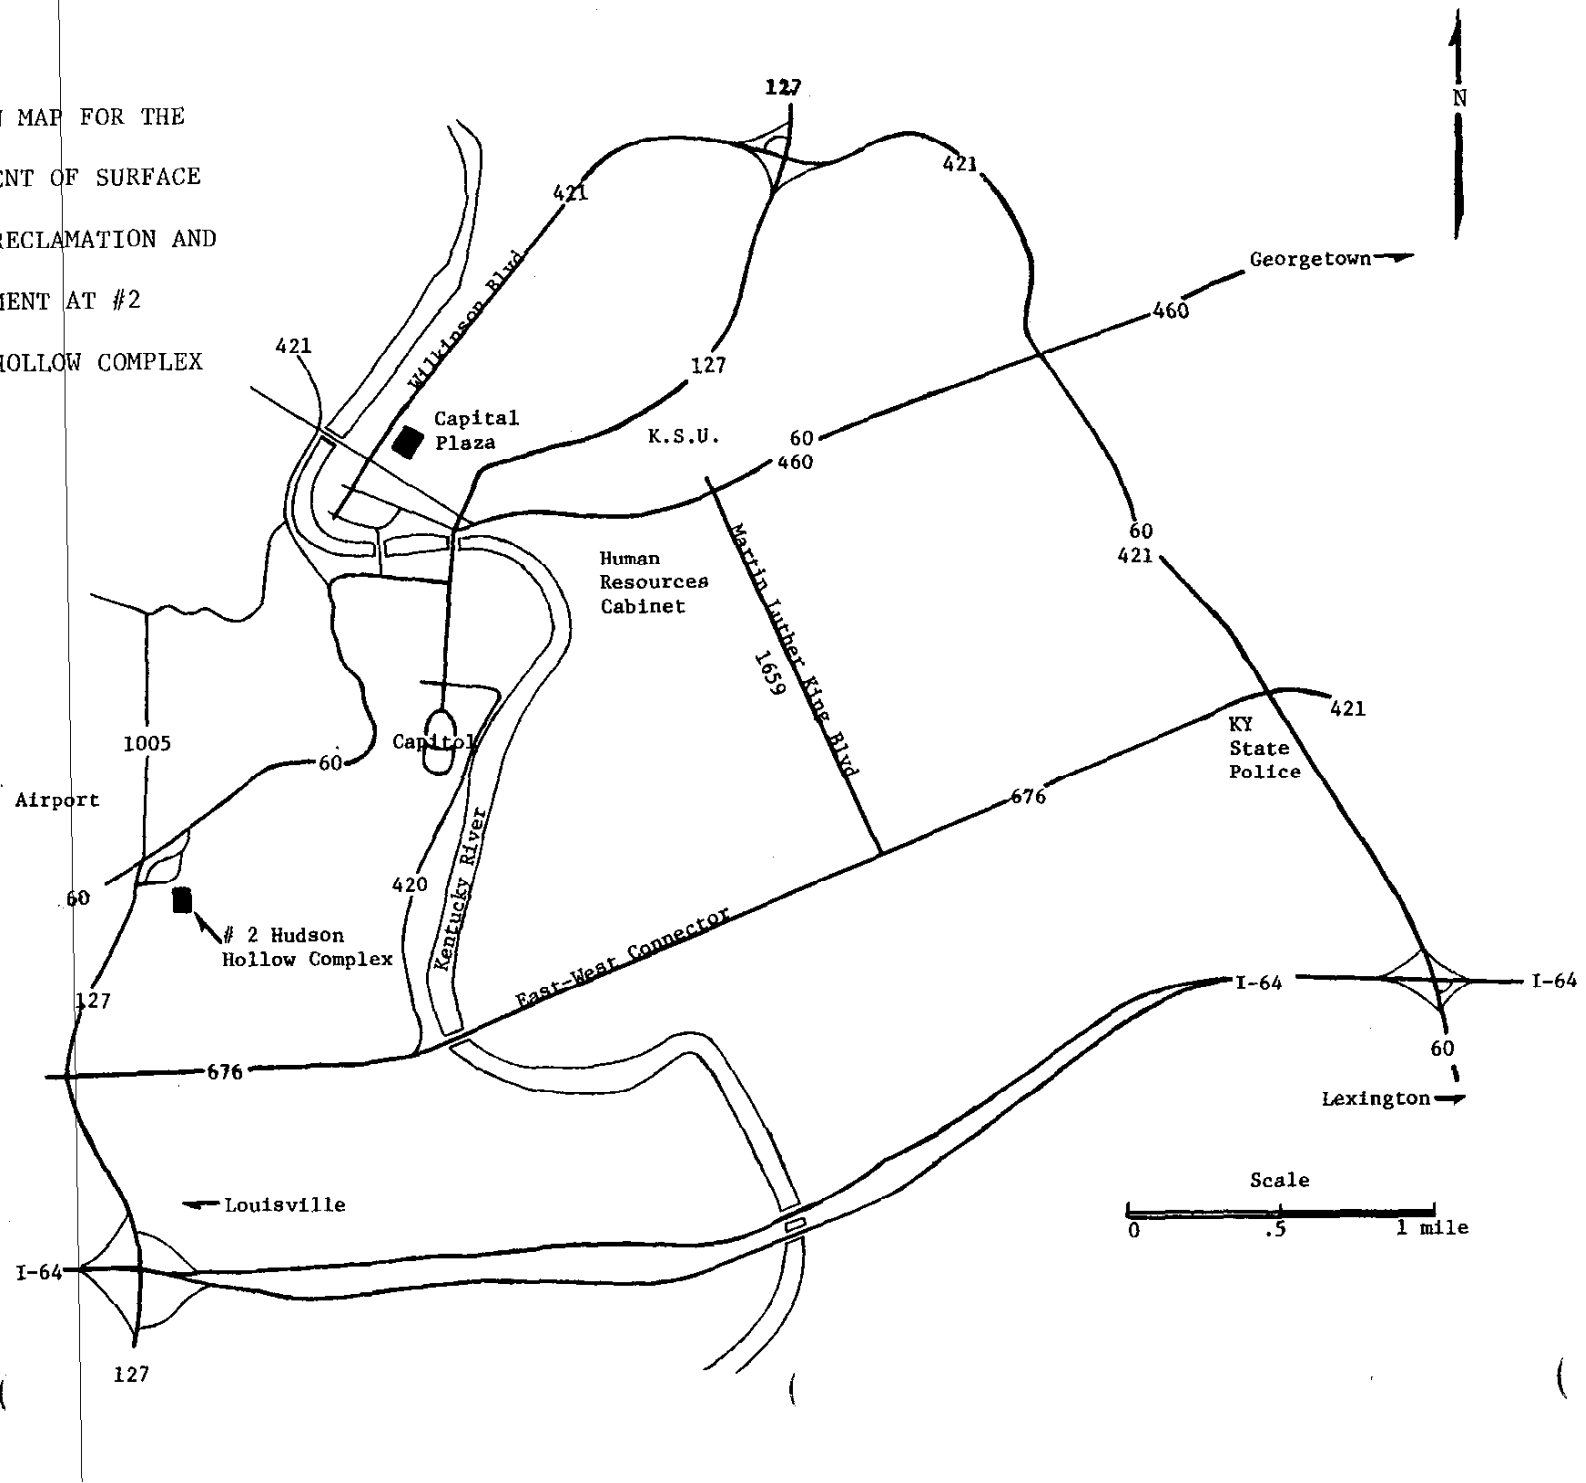 MAP FOR THE
OF SURFACE
RECLAMATION AND
AT #2
HOLLOW COMPLEX
127
N
421
421
Georgetown
460
Wilkinson Blvd
421
127
Capital
Plaza
K.S.U.
60
460
60
421
Human
Resources
Cabinet
Martin Luther King Blvd
1659
421
KY
State
Police
1005
Capitol
60
Airport
676
Kentucky River
420
60
# 2 Hudson
Hollow Complex
East-West Connector
127
I-64
I-64
60
676
Lexington
Scale
0 .5 1 mile
Louisville
I-64
127